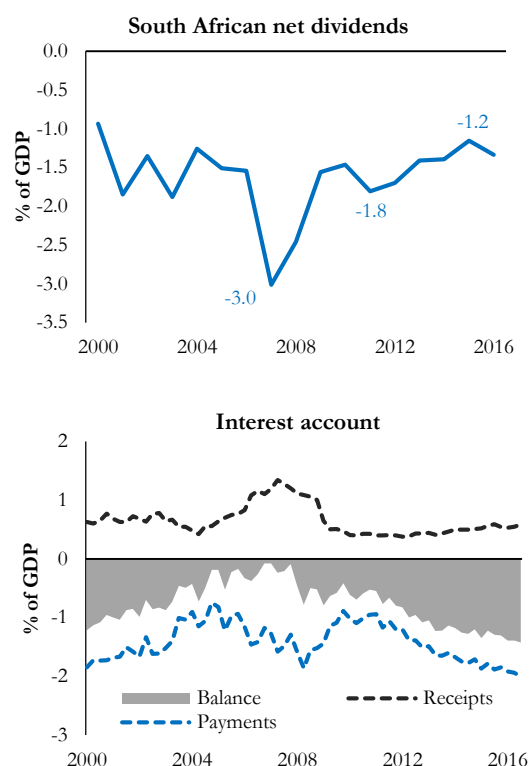 South African net dividends
% of GDP
0.0
-0.5
-1.0
-1.5
-2.0
-2.5
-3.0
-3.5
-1.2
-1.8
-3.0
2000 2004 2008 2012 2016
Interest account
% of GDP
2
1
0
-1
-2
-3
Balance Receipts
Payments
2000 2004 2008 2012 2016